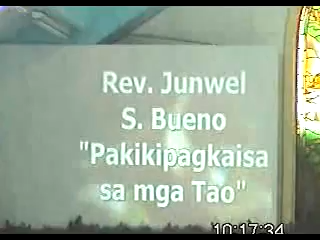 Rev. Junwel
S. Bueno
"Pakikipagkaisa
sa mga Tao"
10:17:34